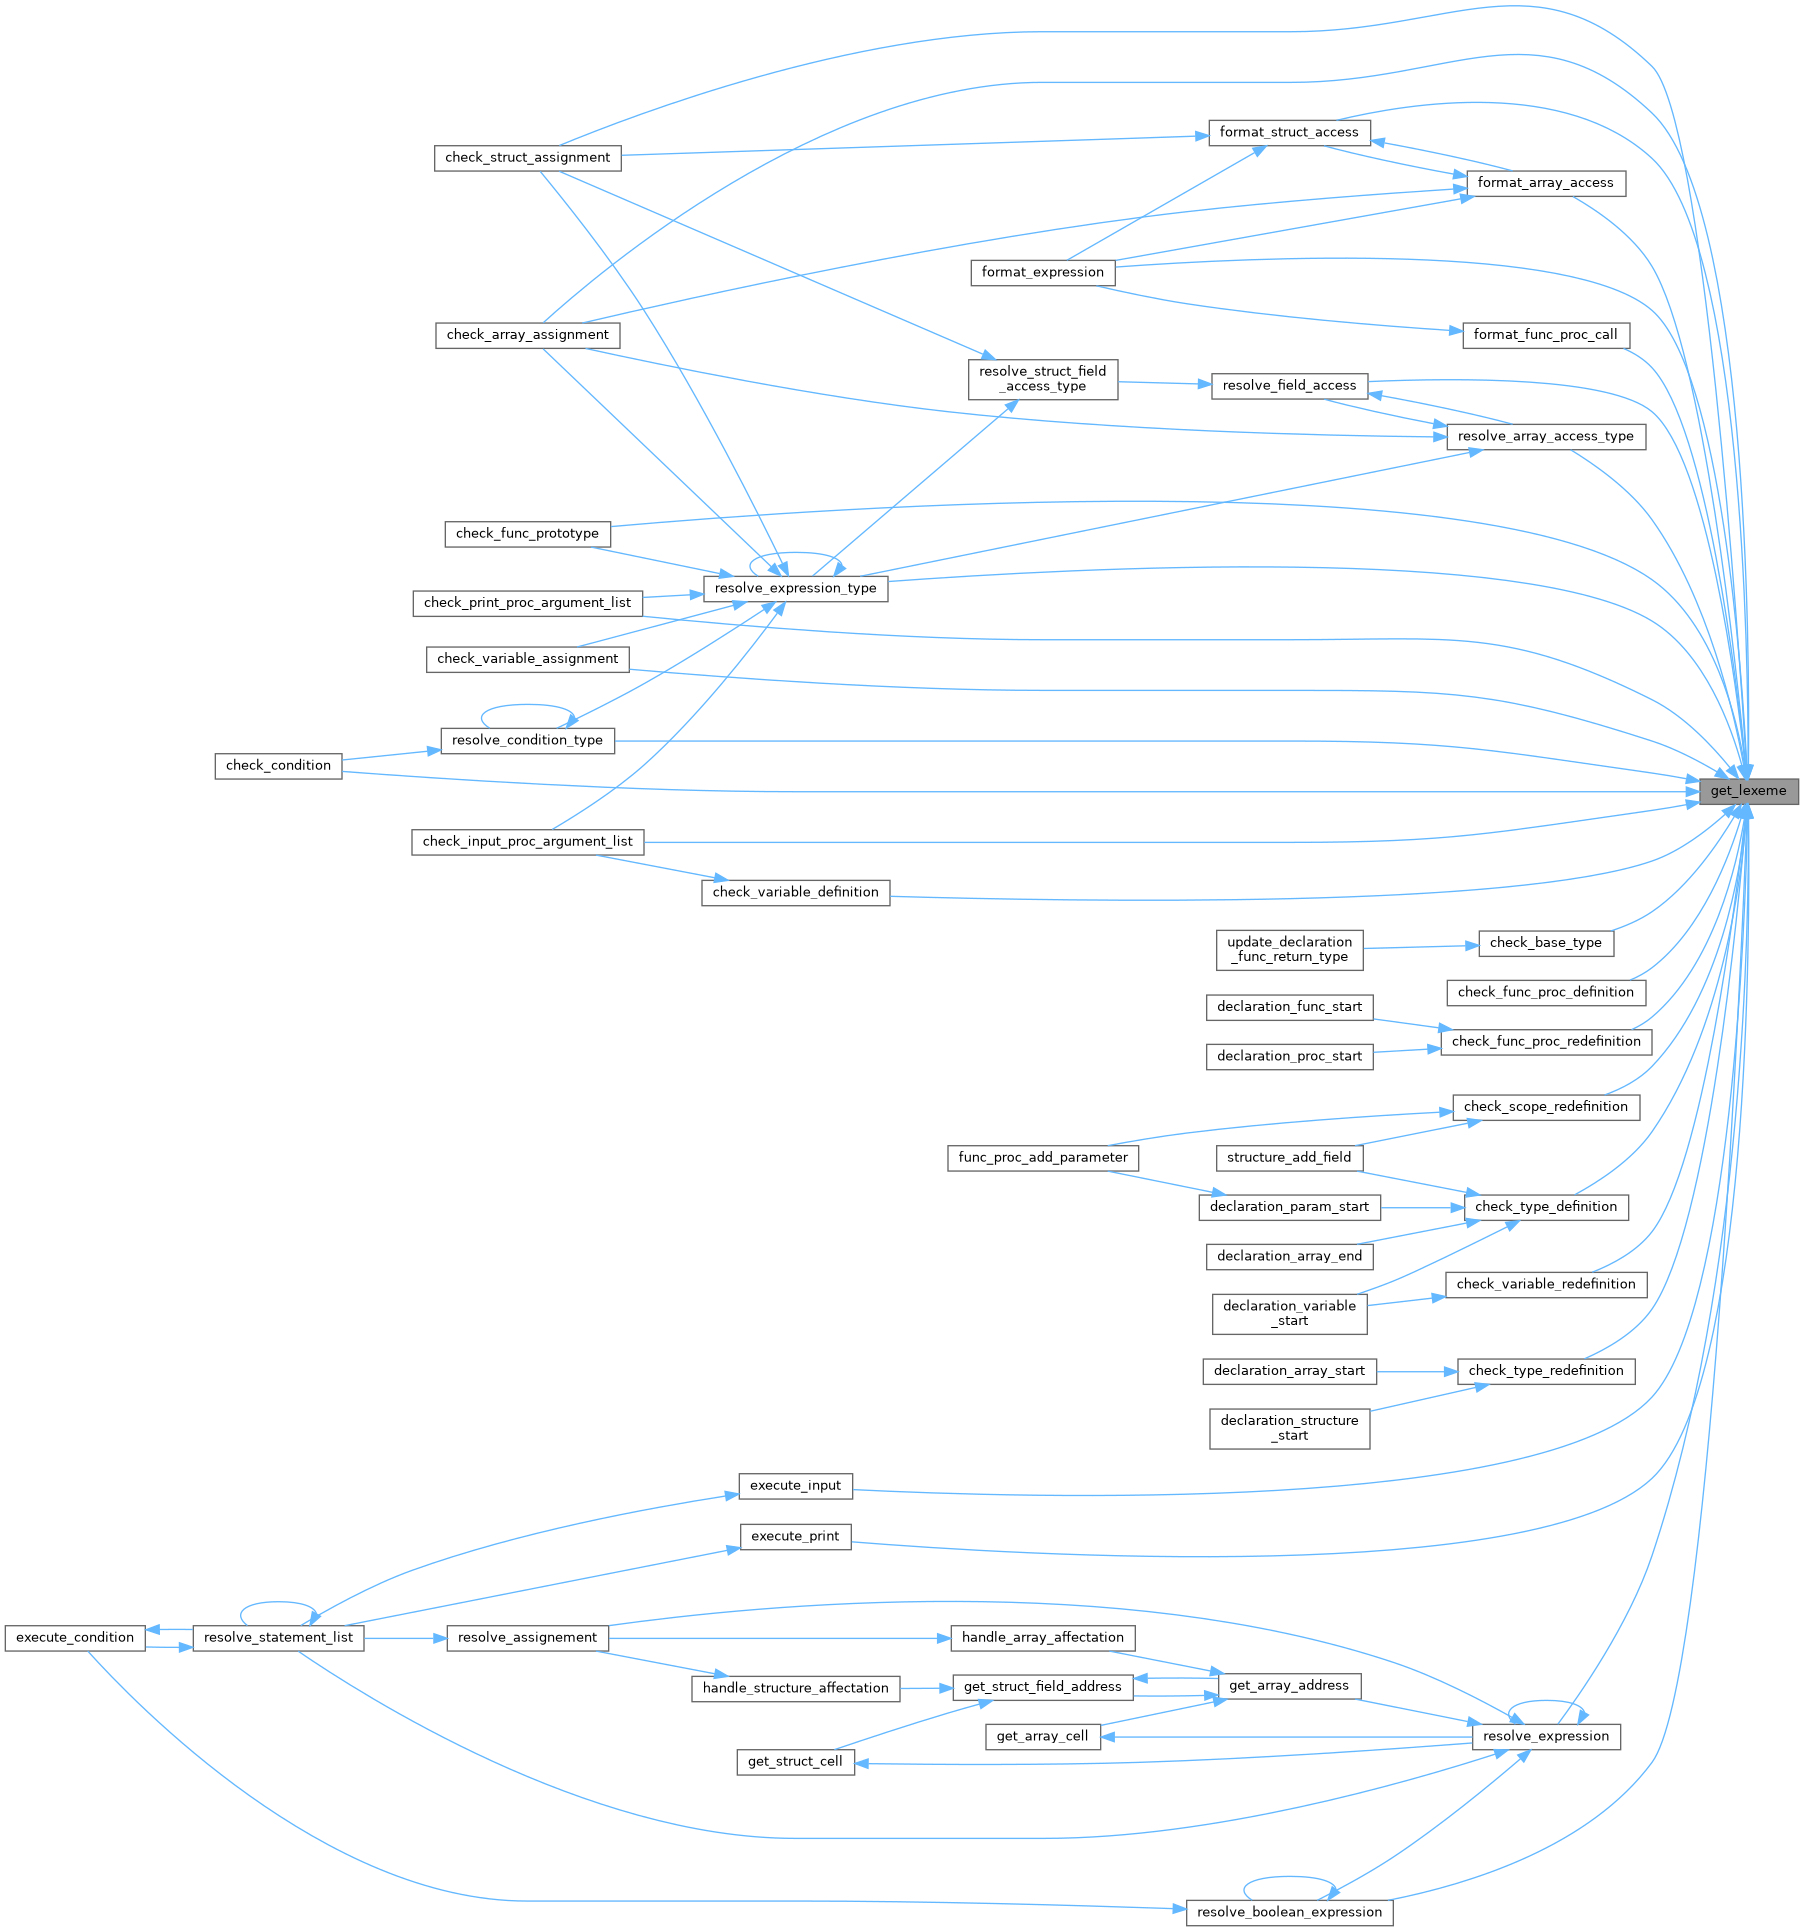 format_struct_access
check_struct_assignment
format_array_access
format_expression
check_array_assignment
format_func_proc_call
resolve_struct_field
_access_type
resolve_field_access
resolve_array_access_type
check_func_prototype
resolve_expression_type
check_print_proc_argument_list
check_variable_assignment
resolve_condition_type
check_condition
get_lexeme
check_input_proc_argument_list
check_variable_definition
update_declaration
_func_return_type
check_base_type
check_func_proc_definition
declaration_func_start
check_func_proc_redefinition
declaration_proc_start
check_scope_redefinition
func_proc_add_parameter
structure_add_field
declaration_param_start
check_type_definition
declaration_array_end
check_variable_redefinition
declaration_variable
_start
declaration_array_start
check_type_redefinition
declaration_structure
_start
execute_input
execute_print
execute_condition
resolve_statement_list
resolve_assignement
handle_array_affectation
handle_structure_affectation
get_struct_field_address
get_array_address
get_array_cell
resolve_expression
get_struct_cell
resolve_boolean_expression